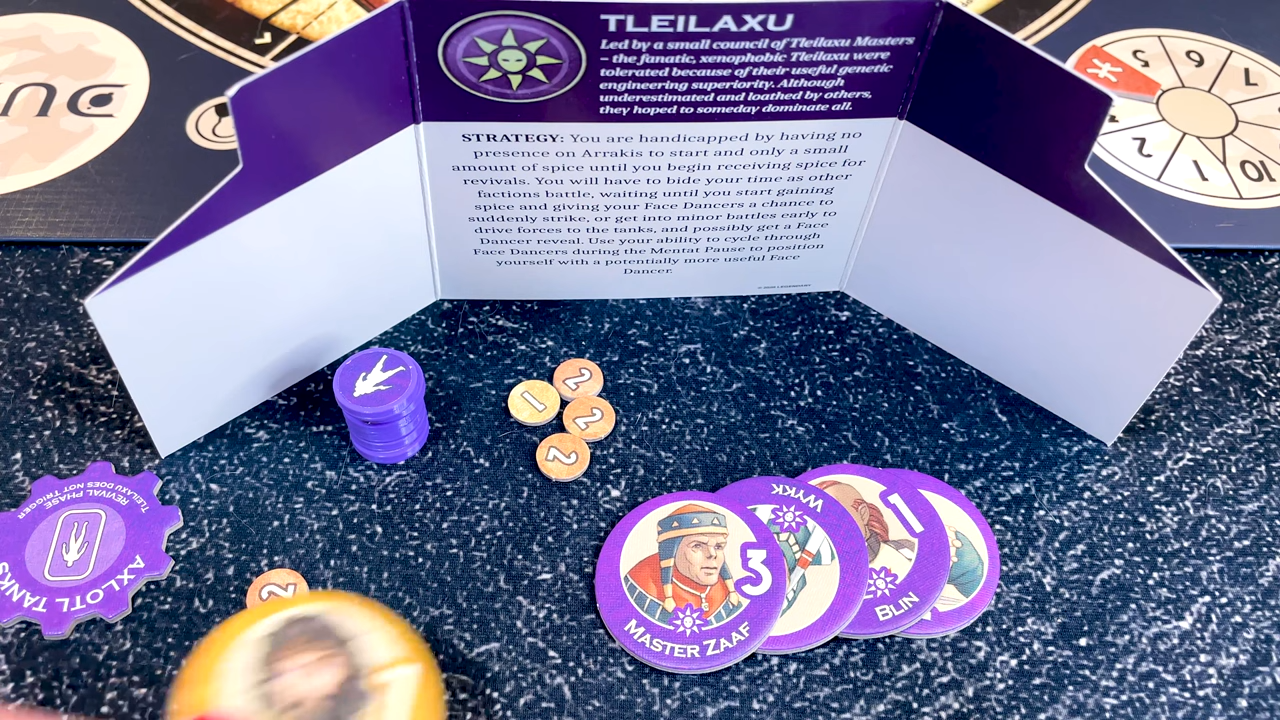 TLEILAXU
Led by a small council of Tleilaxu Masters
– the fanatic, xenophobic Tleilaxu were
tolerated because of their useful genetic
engineering superiority. Although
underestimated and loathed by others,
they hoped to someday dominate all.
STRATEGY: You are handicapped by having no
presence on Arrakis to start and only a small
amount of spice until you begin receiving spice for
revivals. You will have to bide your time as other
factions battle, waiting until you start gaining
spice and giving your Face Dancers a chance to
suddenly strike, or get into minor battles early to
drive forces to the tanks, and possibly get a Face
Dancer reveal. Use your ability to cycle through
Face Dancers during the Mental Pause to position
yourself with a potentially more useful Face
Dancer.
5
6
7
2
1
10
2
1
2
2
2
REVIVAL PHASE
TLEILAXU DOES NOT TRIGGER
AXLOTL TANKS
3
MASTER ZAAF
WYKK
1
BLIN